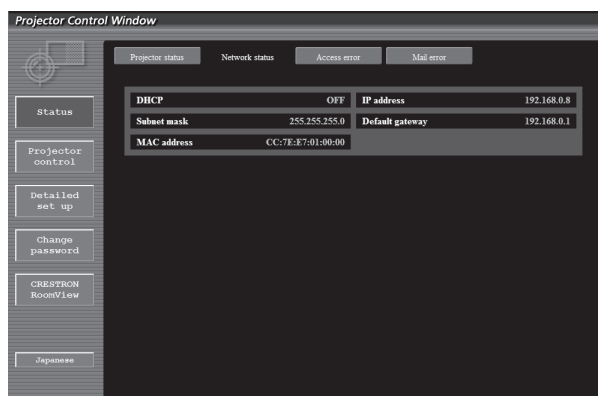 Projector Control Window
Projector status Network status Access error Mail error
Status
Projector control
Detailed set up
Change password
CRESTRON RoomView
Japanese
DHCP OFF IP address 192.168.0.8
Subnet mask 255.255.255.0 Default gateway 192.168.0.1
MAC address CC:7E:E7:01:00:00